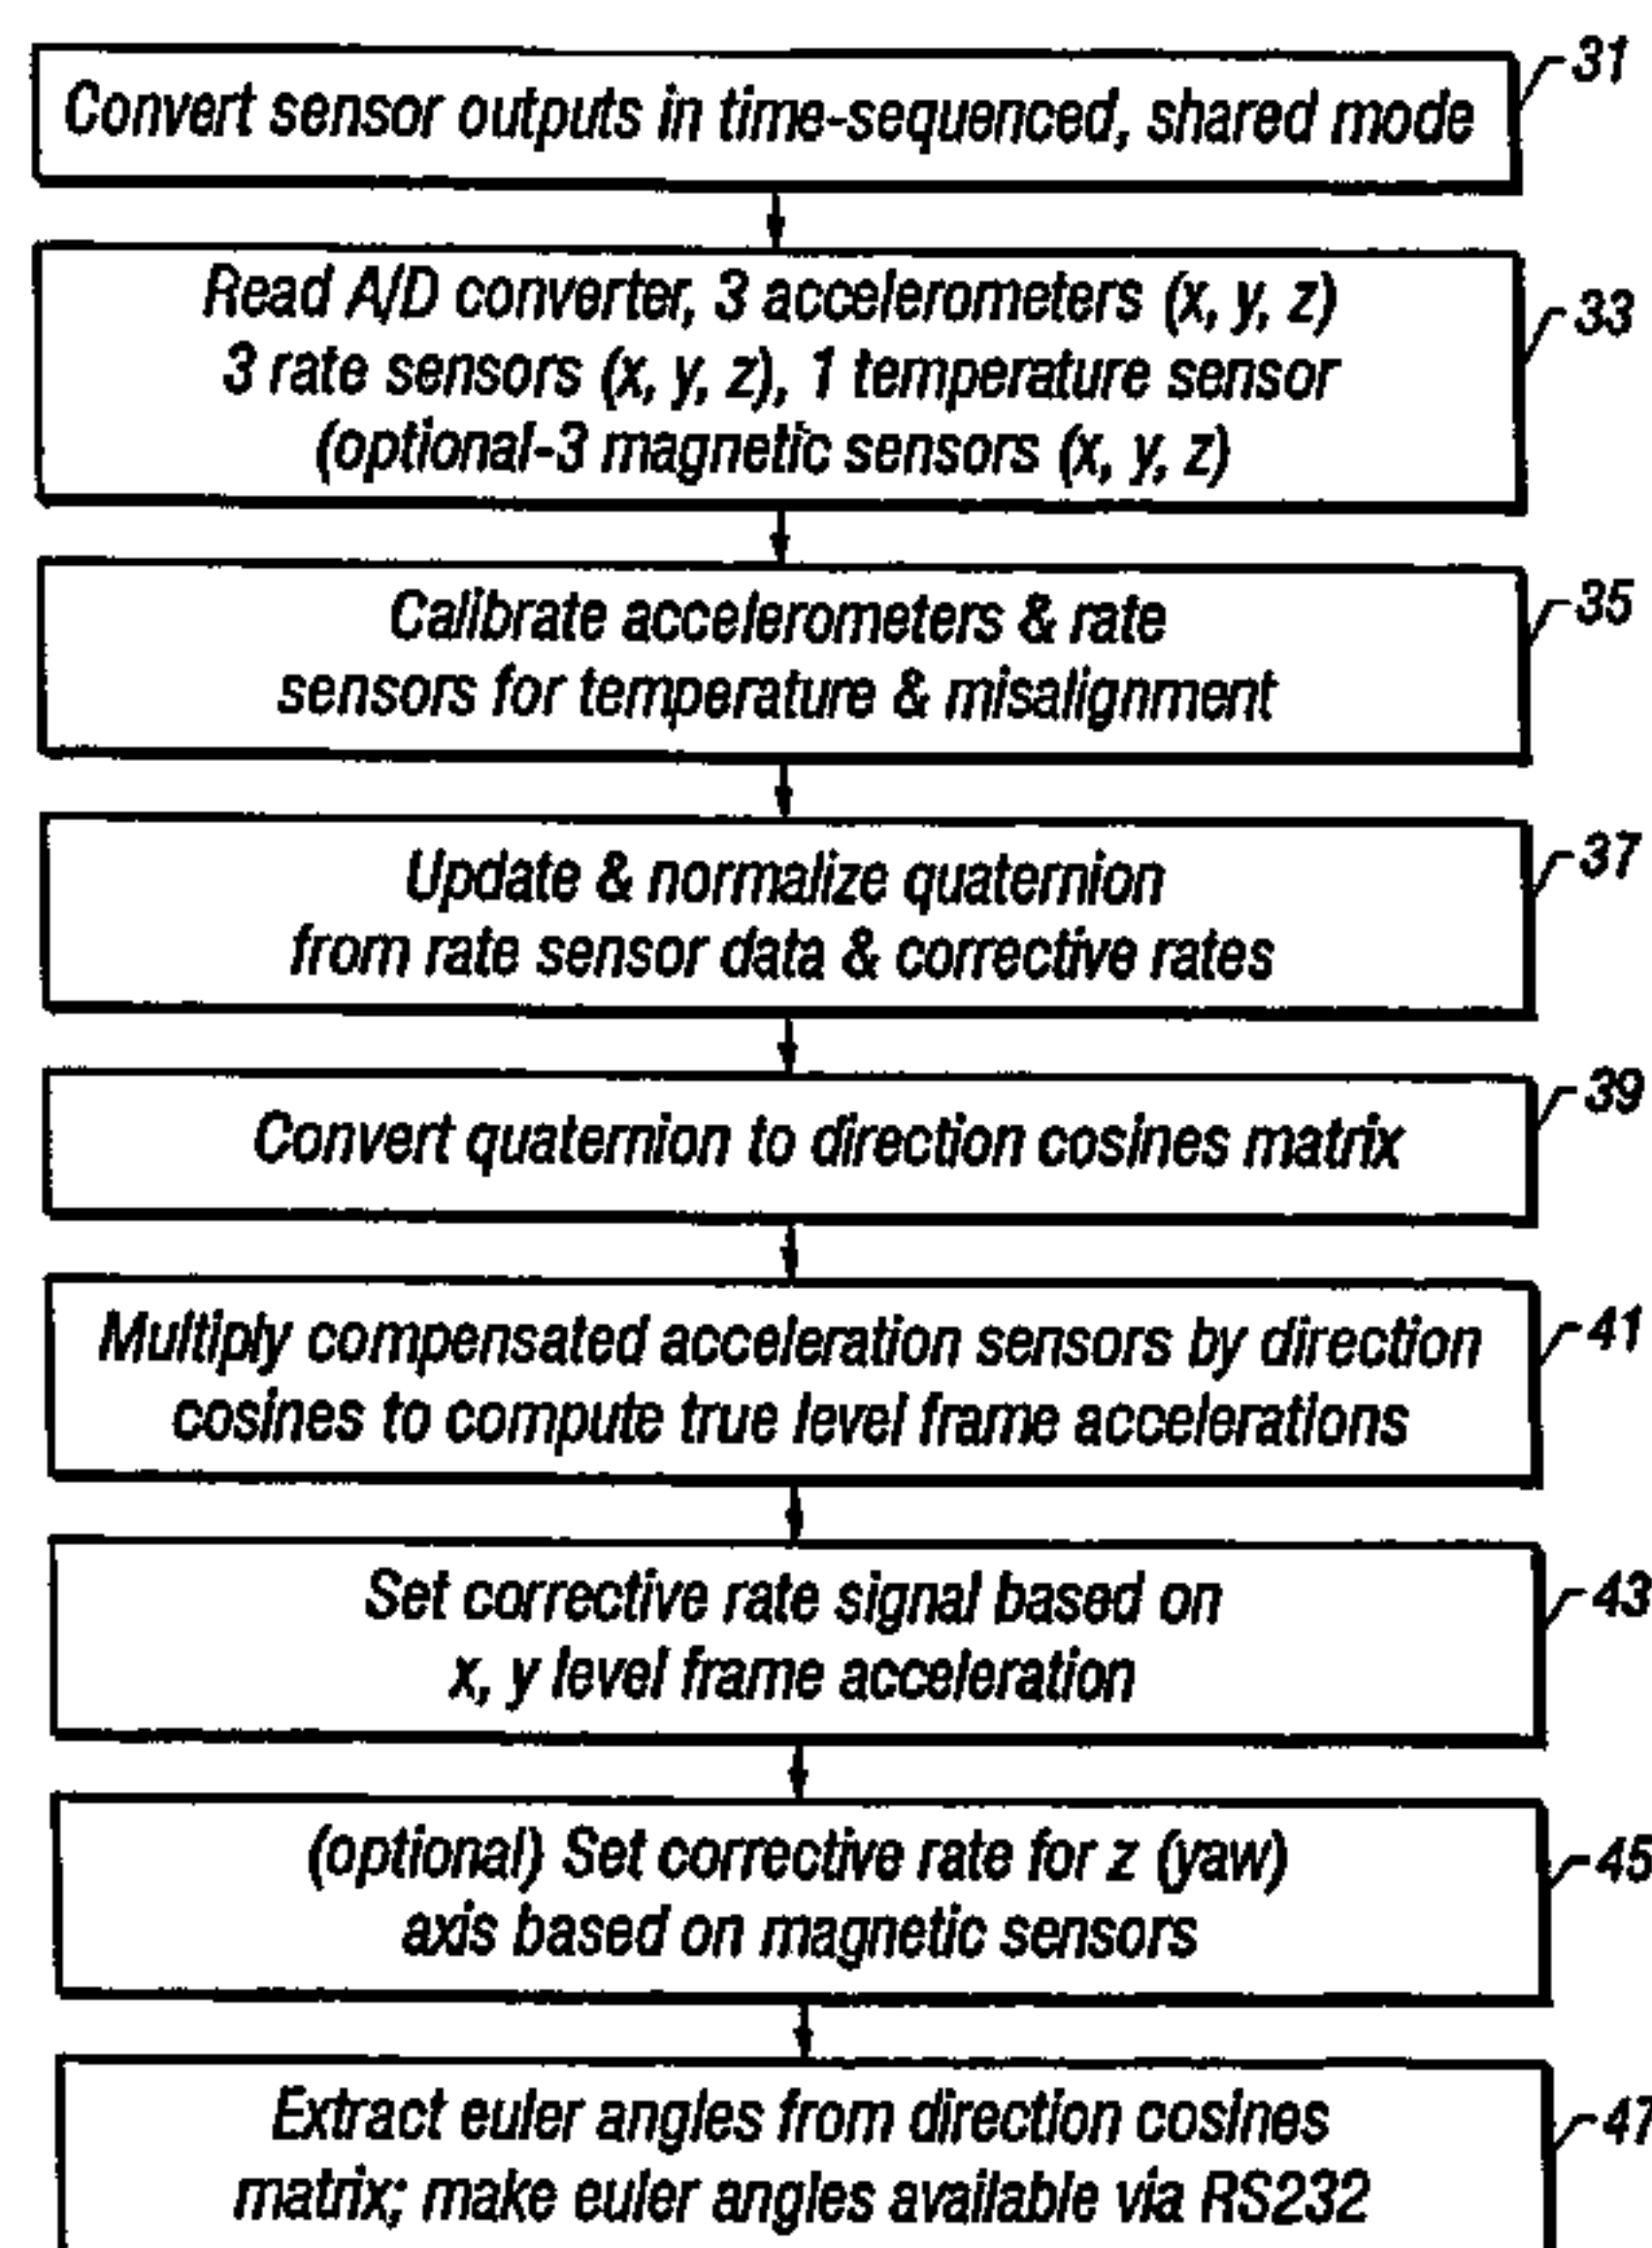 Convert sensor outputs in time-sequenced, shared mode
31
Read A/D converter, 3 accelerometers (x, y, z)
3 rate sensors (x, y, z), 1 temperature sensor
(optional-3 magnetic sensors (x, y, z)
33
Calibrate accelerometers & rate
sensors for temperature & misalignment
35
Update & normalize quaternion
from rate sensor data & corrective rates
37
Convert quaternion to direction cosines matrix
39
Multiply compensated acceleration sensors by direction
cosines to compute true level frame accelerations
41
Set corrective rate signal based on
x, y level frame acceleration
43
(optional) Set corrective rate for z (yaw)
axis based on magnetic sensors
45
Extract euler angles from direction cosines
matrix; make euler angles available via RS232
47